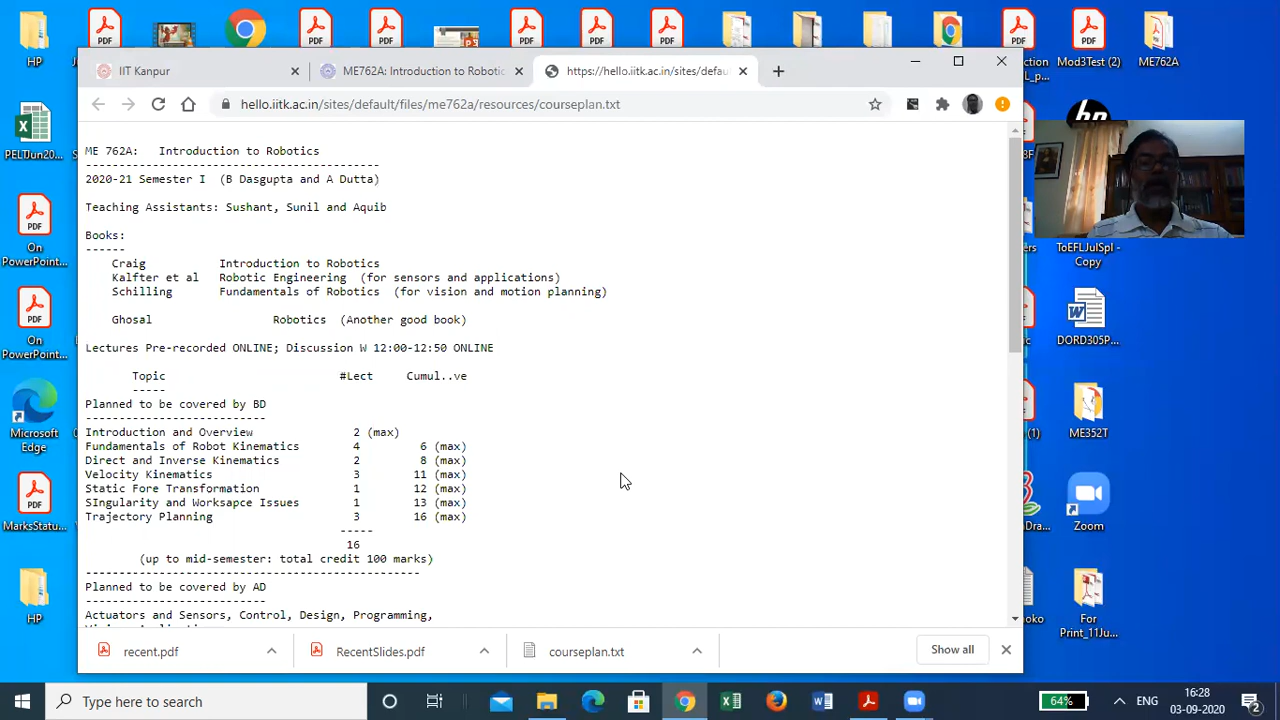 HP
Mod3Test (2)
ME762A
IIT Kanpur
ME762A: Introduction to Robotic
https://hello.iitk.ac.in/sites/defau
hello.iitk.ac.in/sites/default/files/me762a/resources/courseplan.txt
ME 762A: Introduction to Robotics
2020-21 Semester I (B Dasgupta and A Dutta)
Teaching Assistants: Sushant, Sunil and Aquib
Books:
Craig Introduction to Robotics
Kalfter et al Robotic Engineering (for sensors and applications)
Schilling Fundamentals of Robotics (for vision and motion planning)
Ghosal Robotics (Another good book)
Lectures Pre-recorded ONLINE; Discussion W 12:00-12:50 ONLINE
Topic #Lect Cumul..ve
Planned to be covered by BD
Introduction and Overview 2 (max)
Fundamentals of Robot Kinematics 4 6 (max)
Direct and Inverse Kinematics 2 8 (max)
Velocity Kinematics 3 11 (max)
Static Fore Transformation 1 12 (max)
SIngularity and Worksapce Issues 1 13 (max)
Trajectory Planning 3 16 (max)
16
(up to mid-semester: total credit 100 marks)
Planned to be covered by AD
Actuators and Sensors, Control, Design, Programming,
recent.pdf
RecentSlides.pdf
courseplan.txt
Show all
PELTJun20...
PDF
On
PowerPoint...
PDF
On
PowerPoint...
Microsoft
Edge
PDF
MarksStatu...
HP
hp
ToEFLJulSpl -
Copy
DORD305P...
ME352T
Zoom
For
Print_11Ju...
Type here to search
64%
ENG
16:28
03-09-2020
2